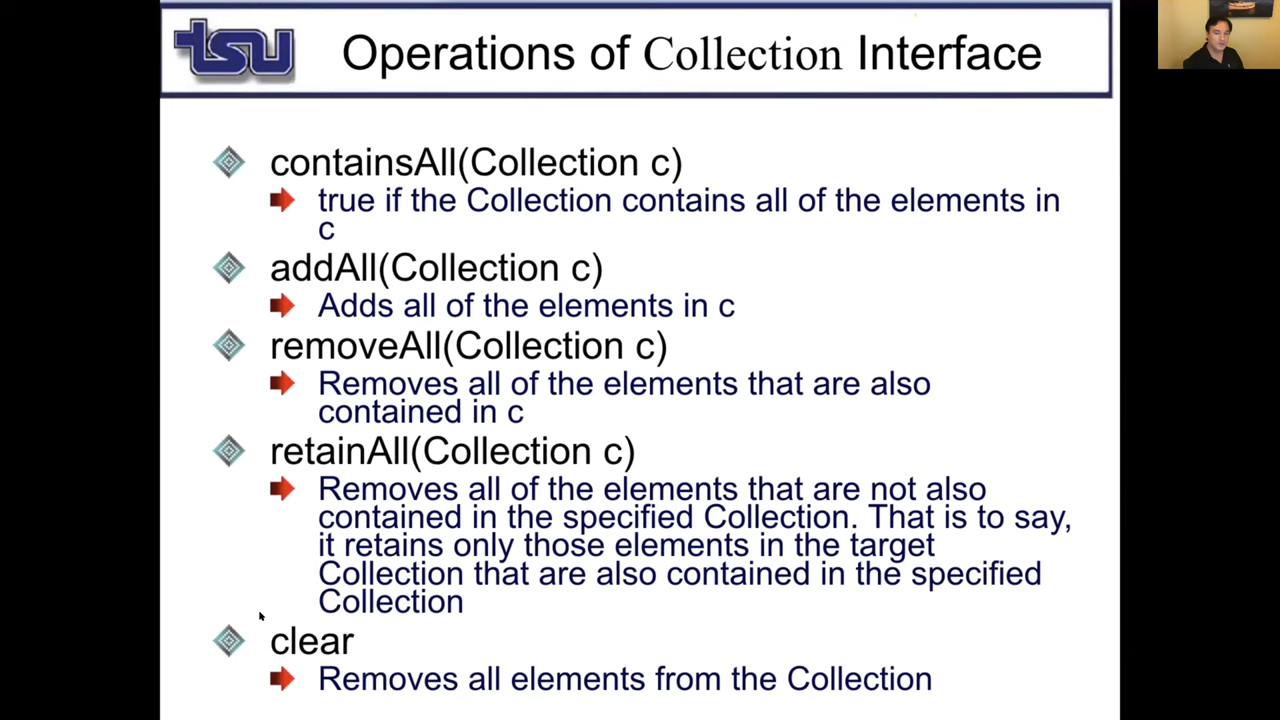 tsu
Operations of Collection Interface
containsAll(Collection c)
true if the Collection contains all of the elements in
c
addAll(Collection c)
Adds all of the elements in c
removeAll(Collection c)
Removes all of the elements that are also
contained in c
retainAll(Collection c)
Removes all of the elements that are not also
contained in the specified Collection. That is to say,
it retains only those elements in the target
Collection that are also contained in the specified
Collection
clear
Removes all elements from the Collection